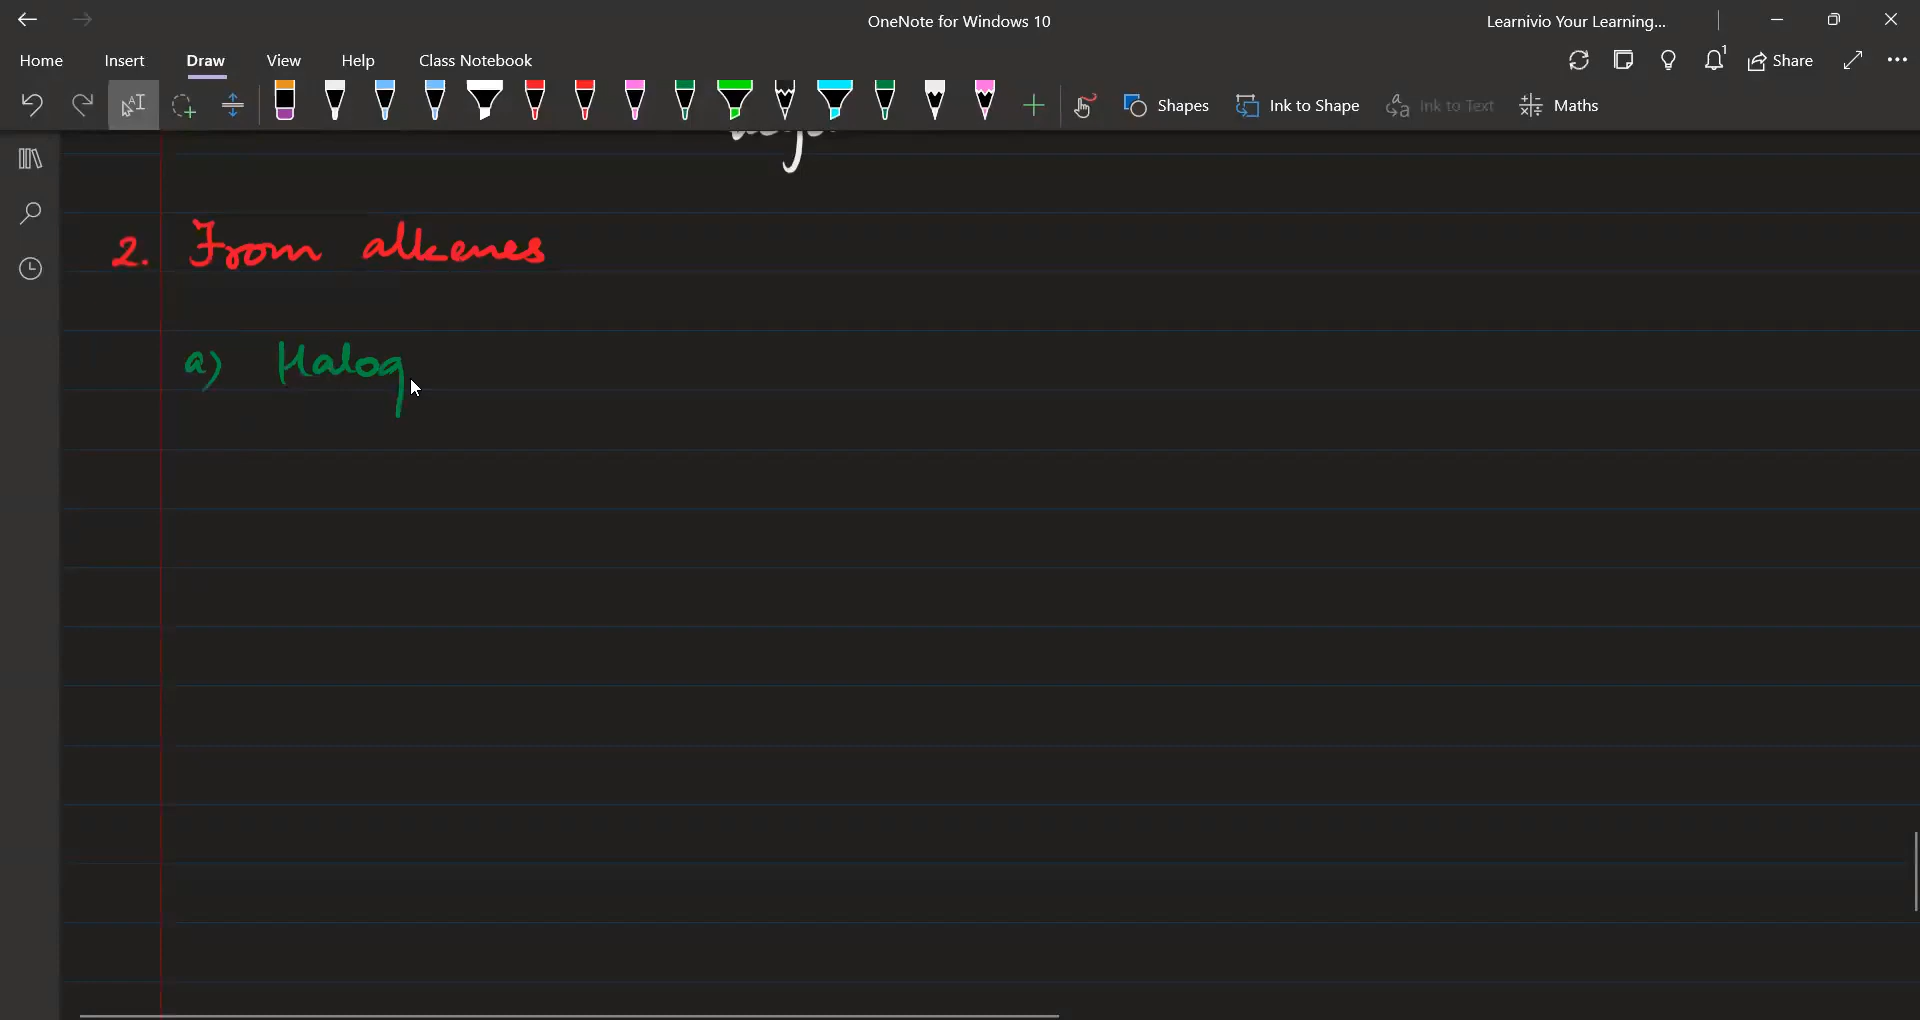 OneNote for Windows 10
Learnivio Your Learning...
Home Insert Draw View Help Class Notebook
1
Share
Shapes Ink to Shape Ink to Text Maths
2. From alkenes
a) Halog